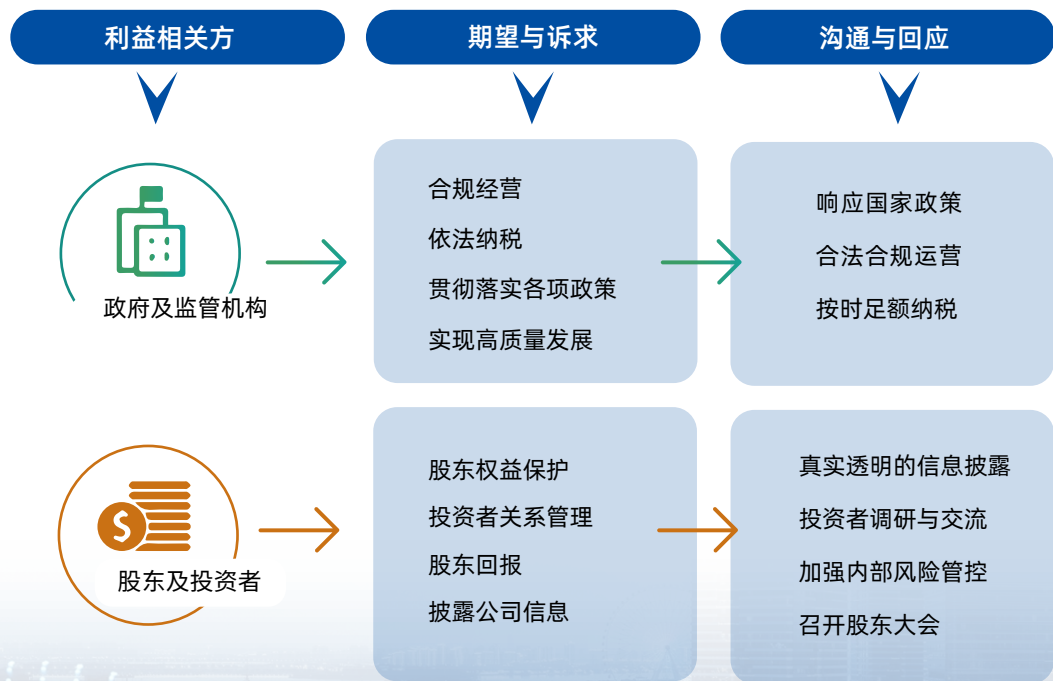 利益相关方
期望与诉求
沟通与回应
政府及监管机构
合规经营
依法纳税
贯彻落实各项政策
实现高质量发展
响应国家政策
合法合规运营
按时足额纳税
股东及投资者
股东权益保护
投资者关系管理
股东回报
披露公司信息
真实透明的信息披露
投资者调研与交流
加强内部风险管控
召开股东大会